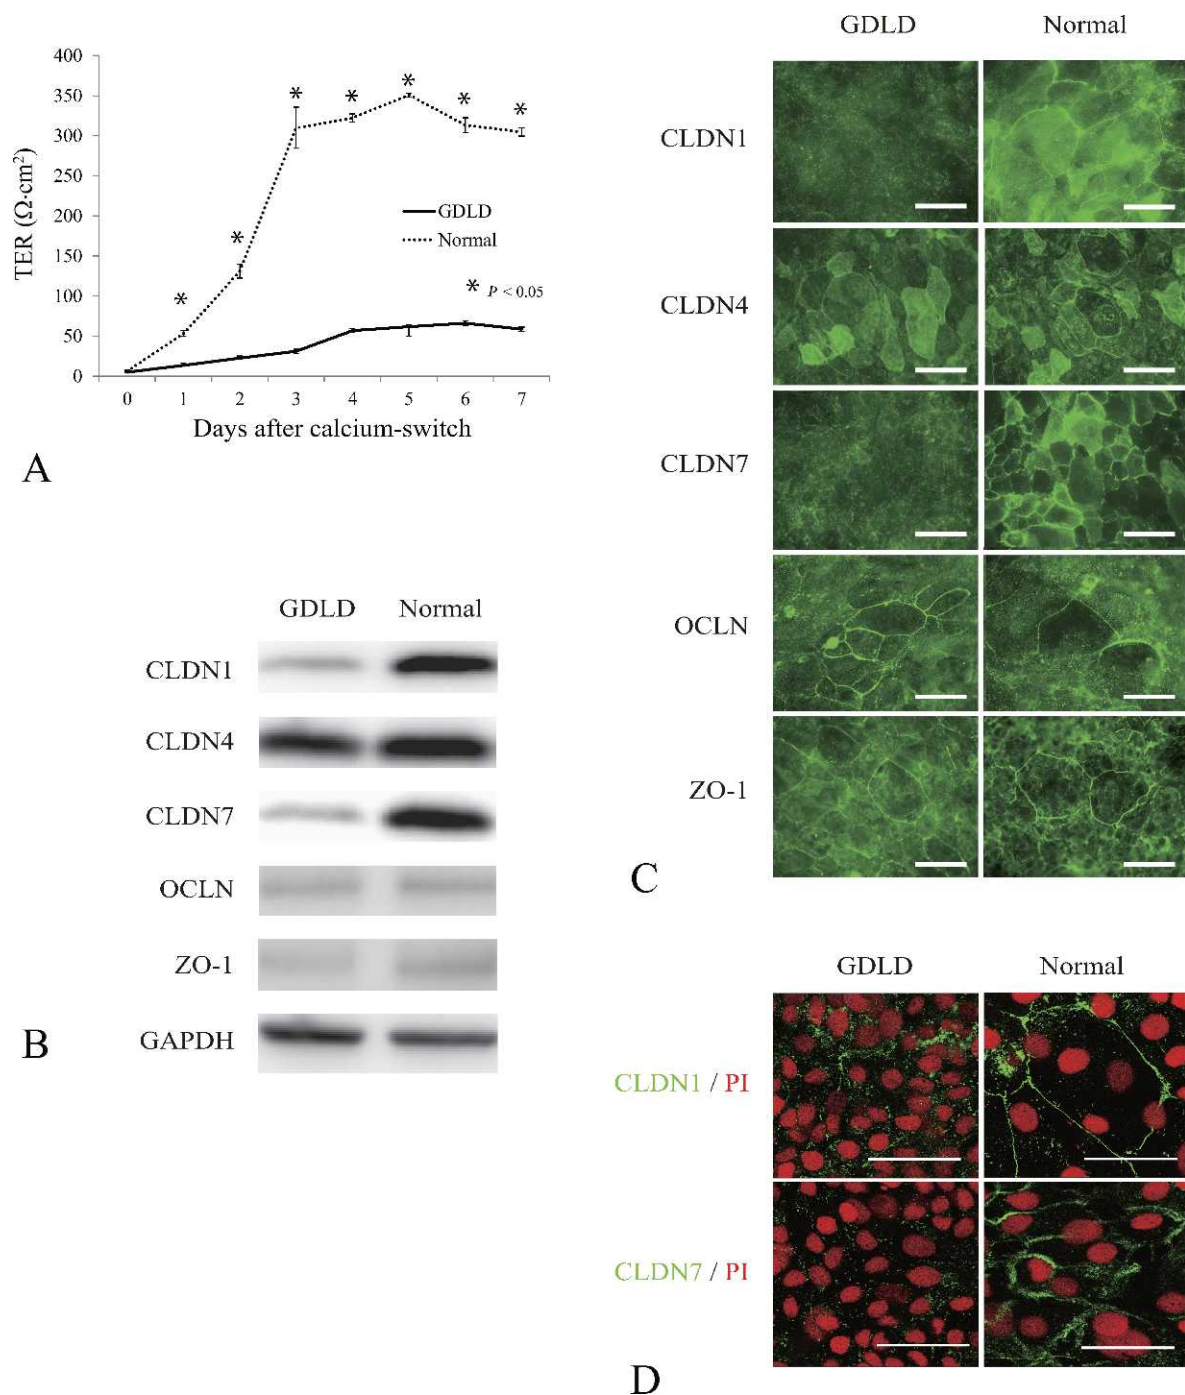 400
350
300
250
200
150
100
50
0
TER (Ω·cm²)
GDLD
Normal
* P < 0.05
0 1 2 3 4 5 6 7
Days after calcium-switch
A
GDLD Normal
CLDN1
CLDN4
CLDN7
OCLN
ZO-1
GAPDH
B
GDLD Normal
CLDN1
CLDN4
CLDN7
OCLN
ZO-1
C
GDLD Normal
CLDN1 / PI
CLDN7 / PI
D